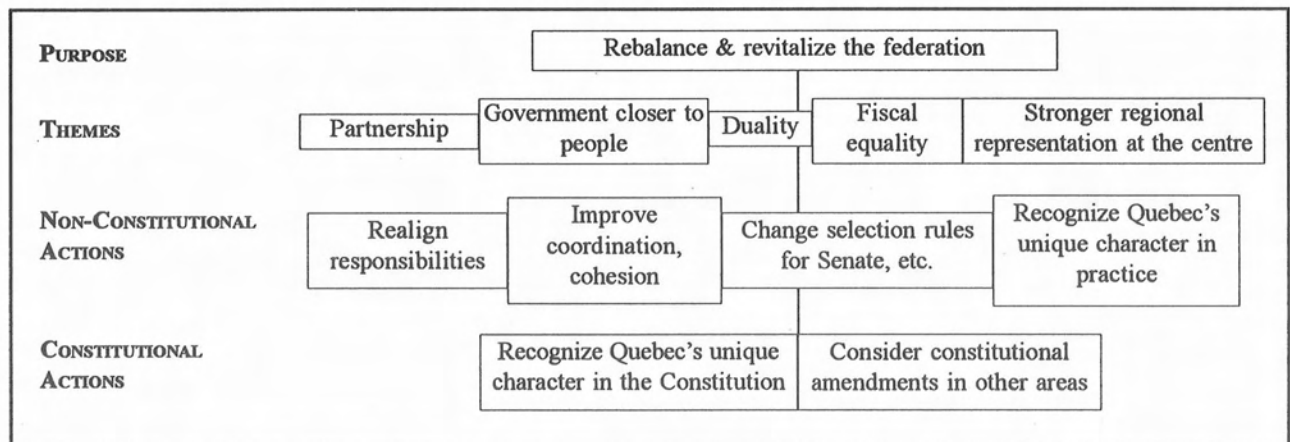 PURPOSE
Rebalance & revitalize the federation
THEMES
Partnership
Government closer to
people
Duality
Fiscal
equality
Stronger regional
representation at the centre
NON-CONSTITUTIONAL
ACTIONS
Realign
responsibilities
Improve
coordination,
cohesion
Change selection rules
for Senate, etc.
Recognize Quebec's
unique character in
practice
CONSTITUTIONAL
ACTIONS
Recognize Quebec's unique
character in the Constitution
Consider constitutional
amendments in other areas